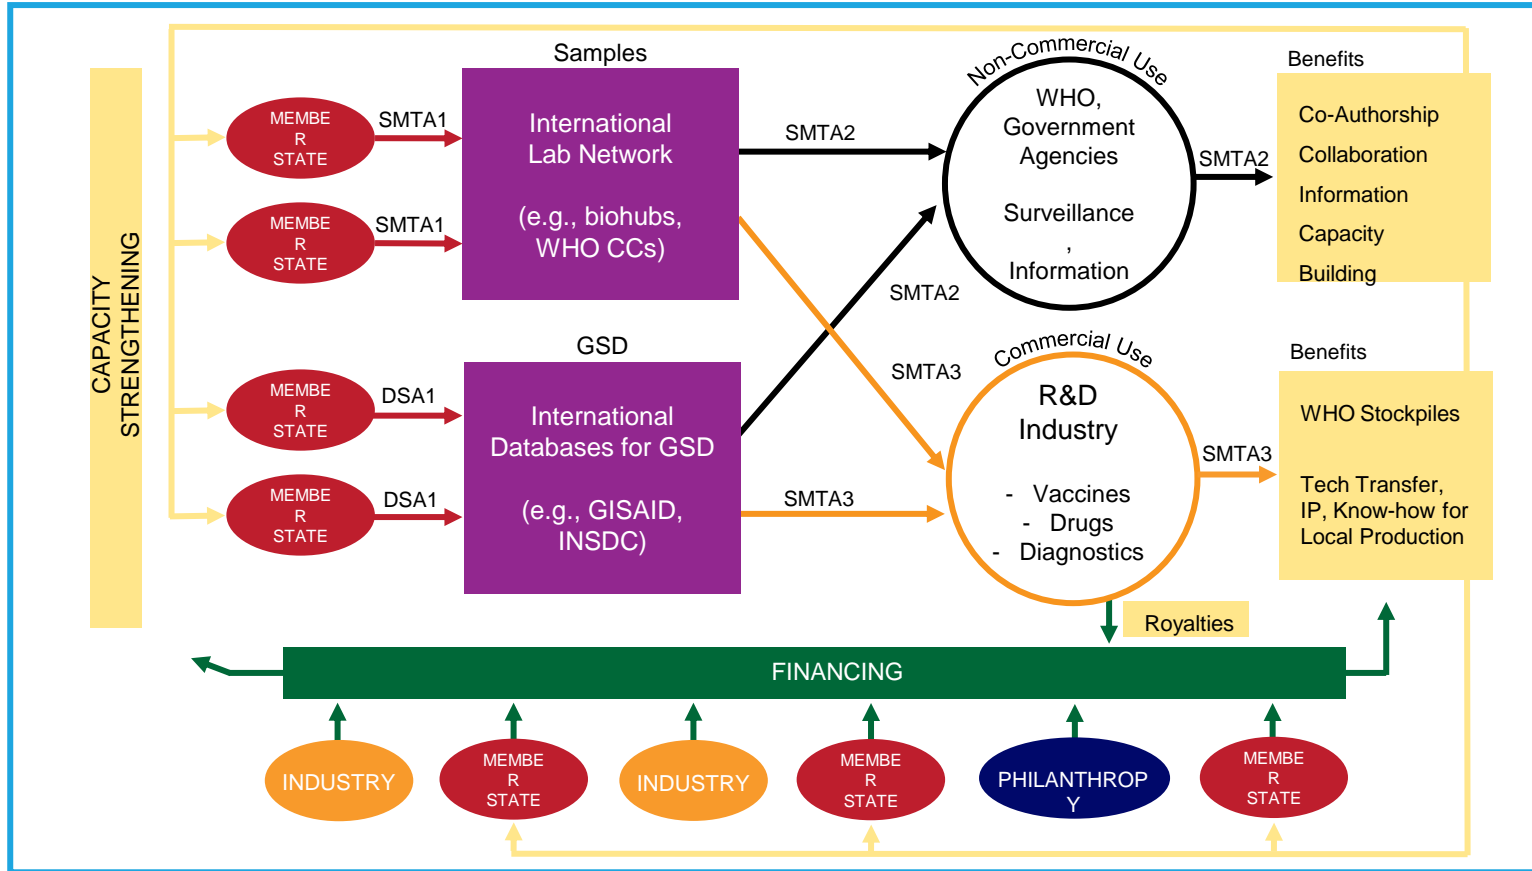 Samples
Non-Commercial Use
Benefits
CAPACITY
STRENGTHENING
MEMBE
R
STATE
SMTA1
MEMBE
R
STATE
SMTA1
International
Lab Network
(e.g., biohubs,
WHO CCs)
SMTA2
WHO,
Government
Agencies
Surveillance
,
Information
SMTA2
Co-Authorship
Collaboration
Information
Capacity
Building
SMTA2
GSD
MEMBE
R
STATE
DSA1
MEMBE
R
STATE
DSA1
International
Databases for GSD
(e.g., GISAID,
INSDC)
SMTA3
SMTA3
Commercial Use
R&D
Industry
- Vaccines
- Drugs
- Diagnostics
SMTA3
Benefits
WHO Stockpiles
Tech Transfer,
IP, Know-how for
Local Production
Royalties
FINANCING
INDUSTRY
MEMBE
R
STATE
INDUSTRY
MEMBE
R
STATE
PHILANTHROP
Y
MEMBE
R
STATE